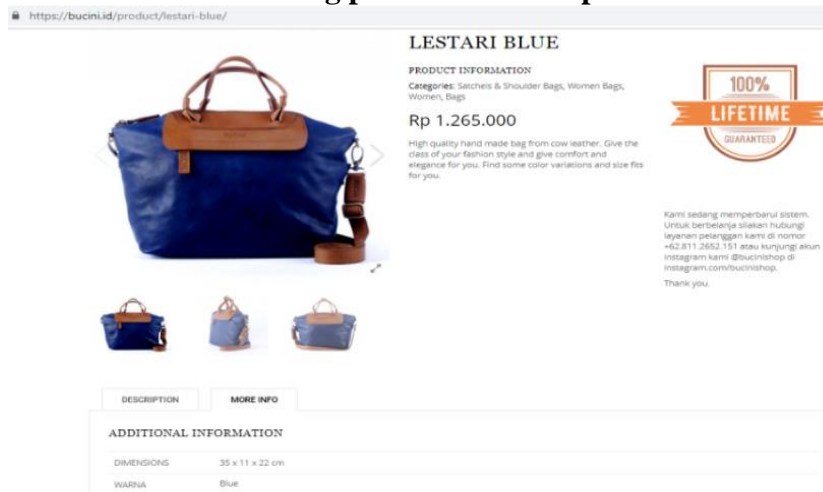 https://bucini.id/product/lestari-blue/
LESTARI BLUE
PRODUCT INFORMATION
Categories: Satchels & Shoulder Bags, Women Bags,
Women, Bags
Rp 1.265.000
High quality hand made bag from cow leather. Give the
class of your fashion style and give comfort and
elegance for you. Find some color variations and size fits
for you.
100%
LIFETIME
GUARANTEED
Kami sedang memperbarui sistem.
Untuk berbelanja silakan hubungi
layanan pelanggan kami di nomor
+62.811.2652.151 atau kunjungi akun
Instagram kami @bucinishop di
instagram.com/bucinishop.
Thank you.
DESCRIPTION
MORE INFO
ADDITIONAL INFORMATION
DIMENSIONS 35 x 11 x 22 cm
WARNA Blue